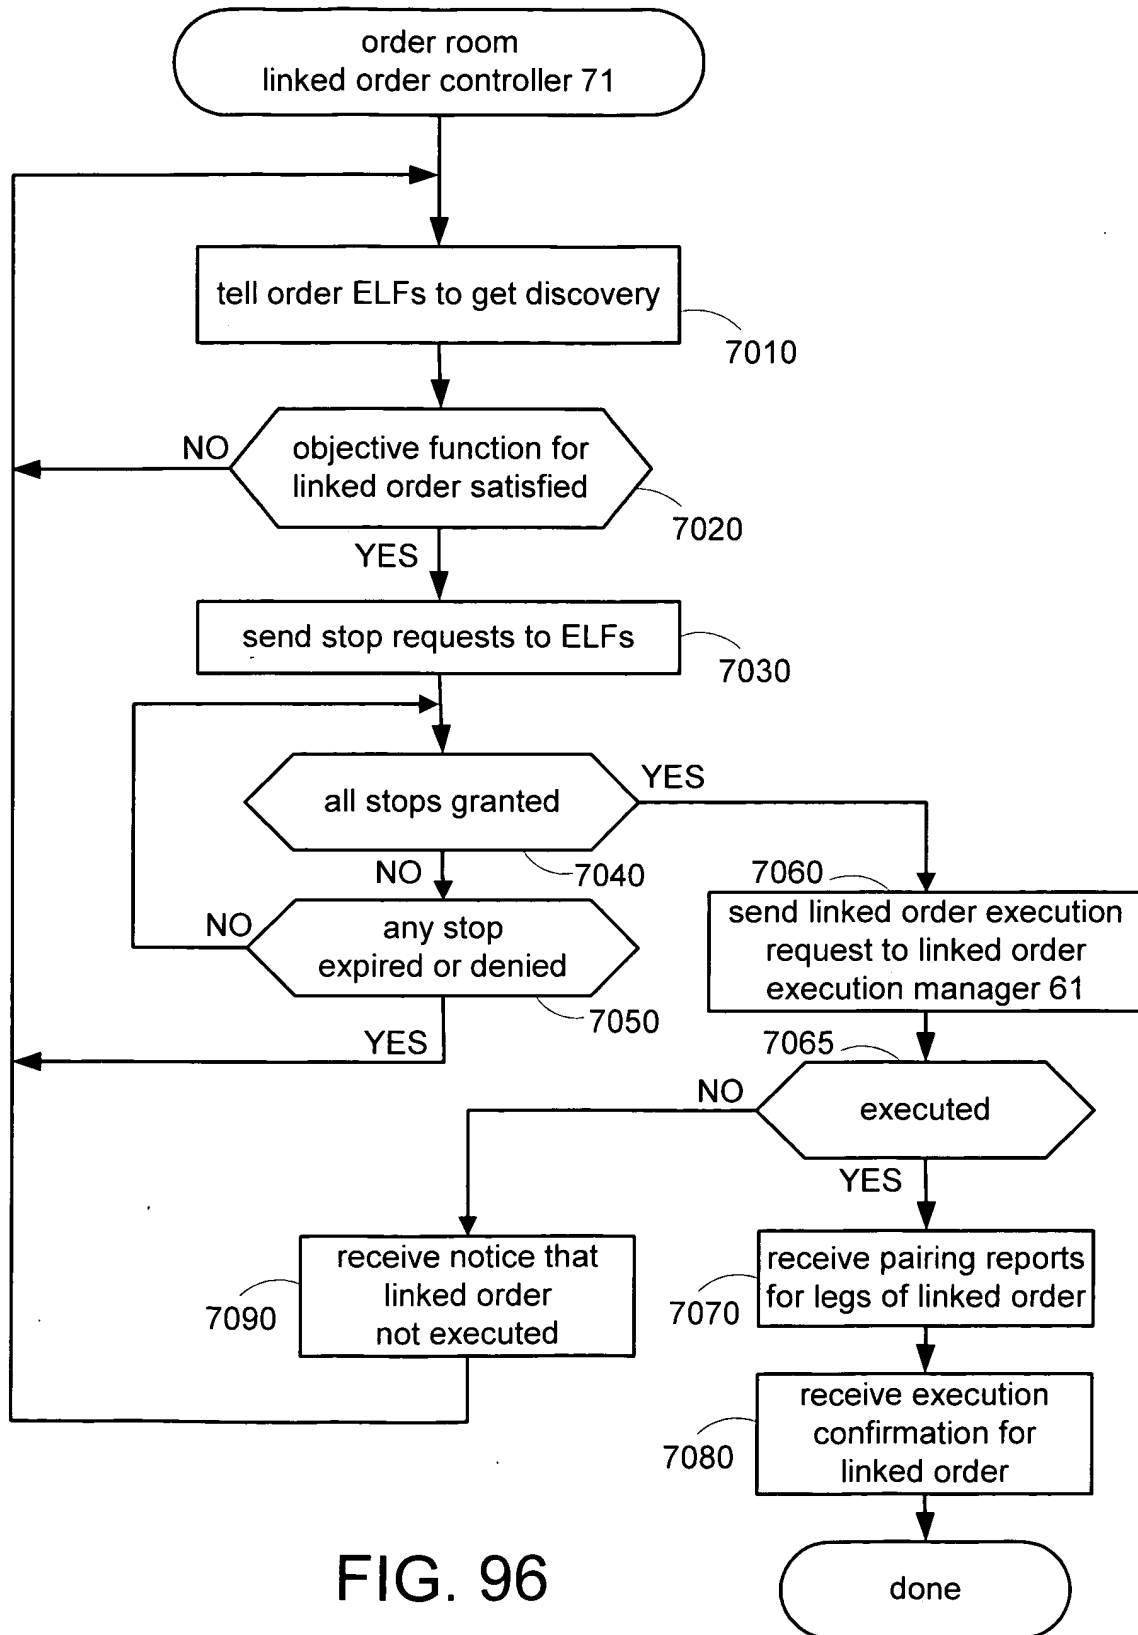 order room
linked order controller 71
tell order ELFs to get discovery
7010
NO
objective function for
linked order satisfied
7020
YES
send stop requests to ELFs
7030
all stops granted
YES
NO
7040
7060
NO
any stop
expired or denied
7050
YES
send linked order execution
request to linked order
execution manager 61
7065
NO
executed
YES
receive notice that
linked order
not executed
7090
receive pairing reports
for legs of linked order
7070
receive execution
confirmation for
linked order
7080
done
FIG. 96